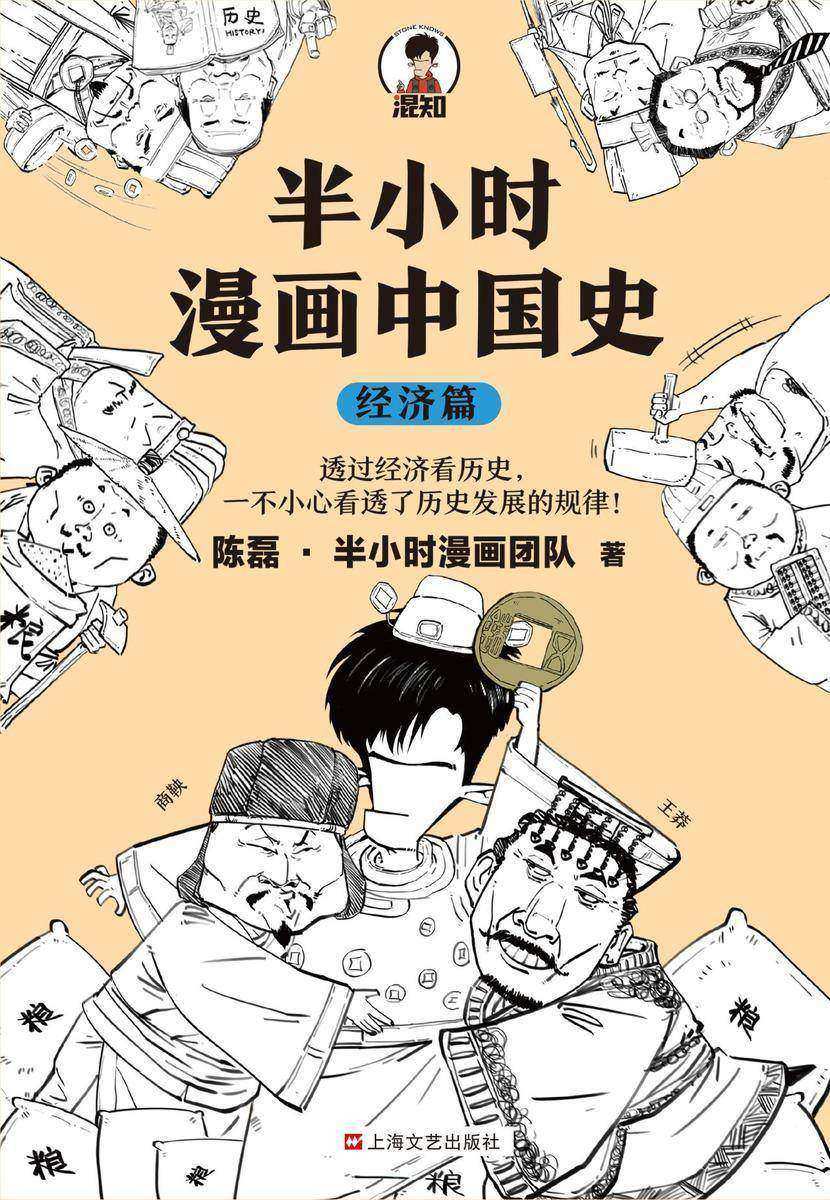 历史
HISTORY!
STONE KNOWS
混知
半小时
漫画中国史
经济篇
透过经济看历史，
一不小心看透了历史发展的规律！
陈磊 · 半小时漫画团队 著
粮
商鞅
王莽
粮
粮
粮
粮
粮
上海文艺出版社